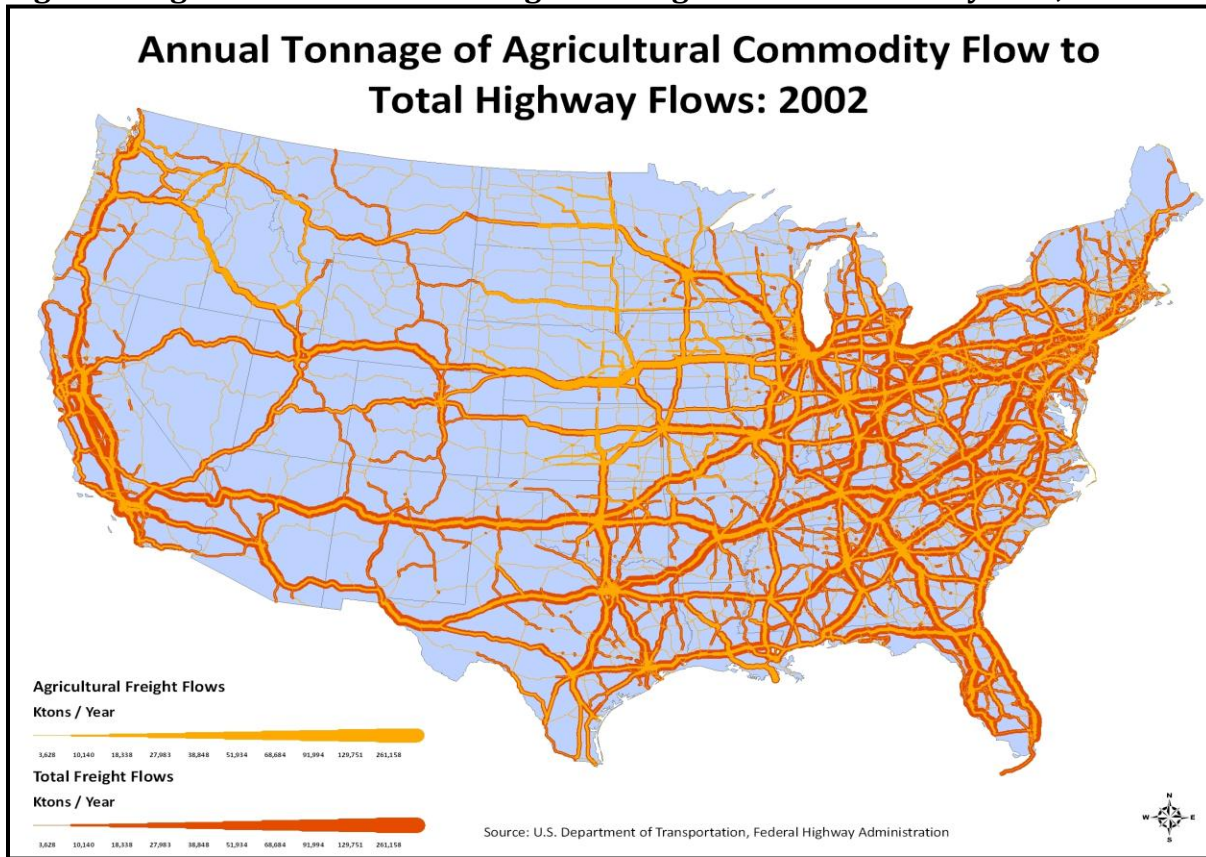 Annual Tonnage of Agricultural Commodity Flow to
Total Highway Flows: 2002
Agricultural Freight Flows
Ktons / Year
3,628 10,140 18,338 27,983 38,848 51,934 68,684 91,994 129,751 261,158
Total Freight Flows
Ktons / Year
3,628 10,140 18,338 27,983 38,848 51,934 68,684 91,994 129,751 261,158
Source: U.S. Department of Transportation, Federal Highway Administration
N
W E
S